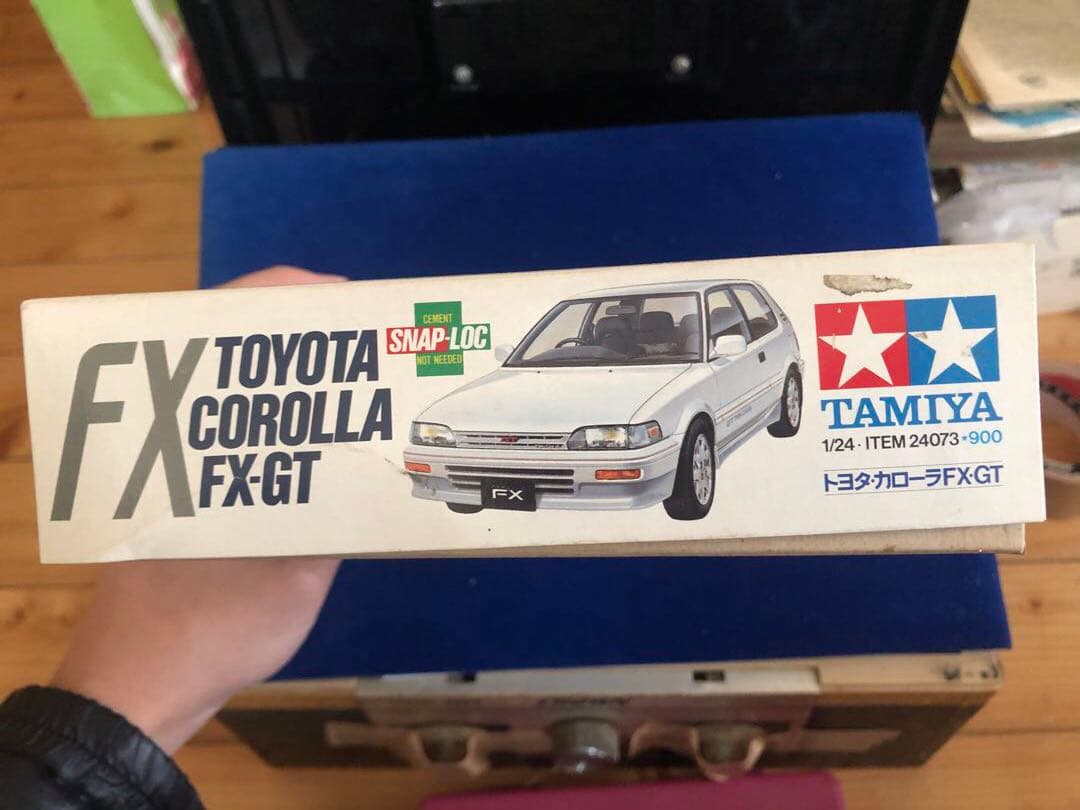 FX
TOYOTA
COROLLA
FX-GT
CEMENT
SNAP-LOC
NOT NEEDED
FX
TAMIYA
1/24 · ITEM 24073 * 900
トヨタ・カローラFX・GT